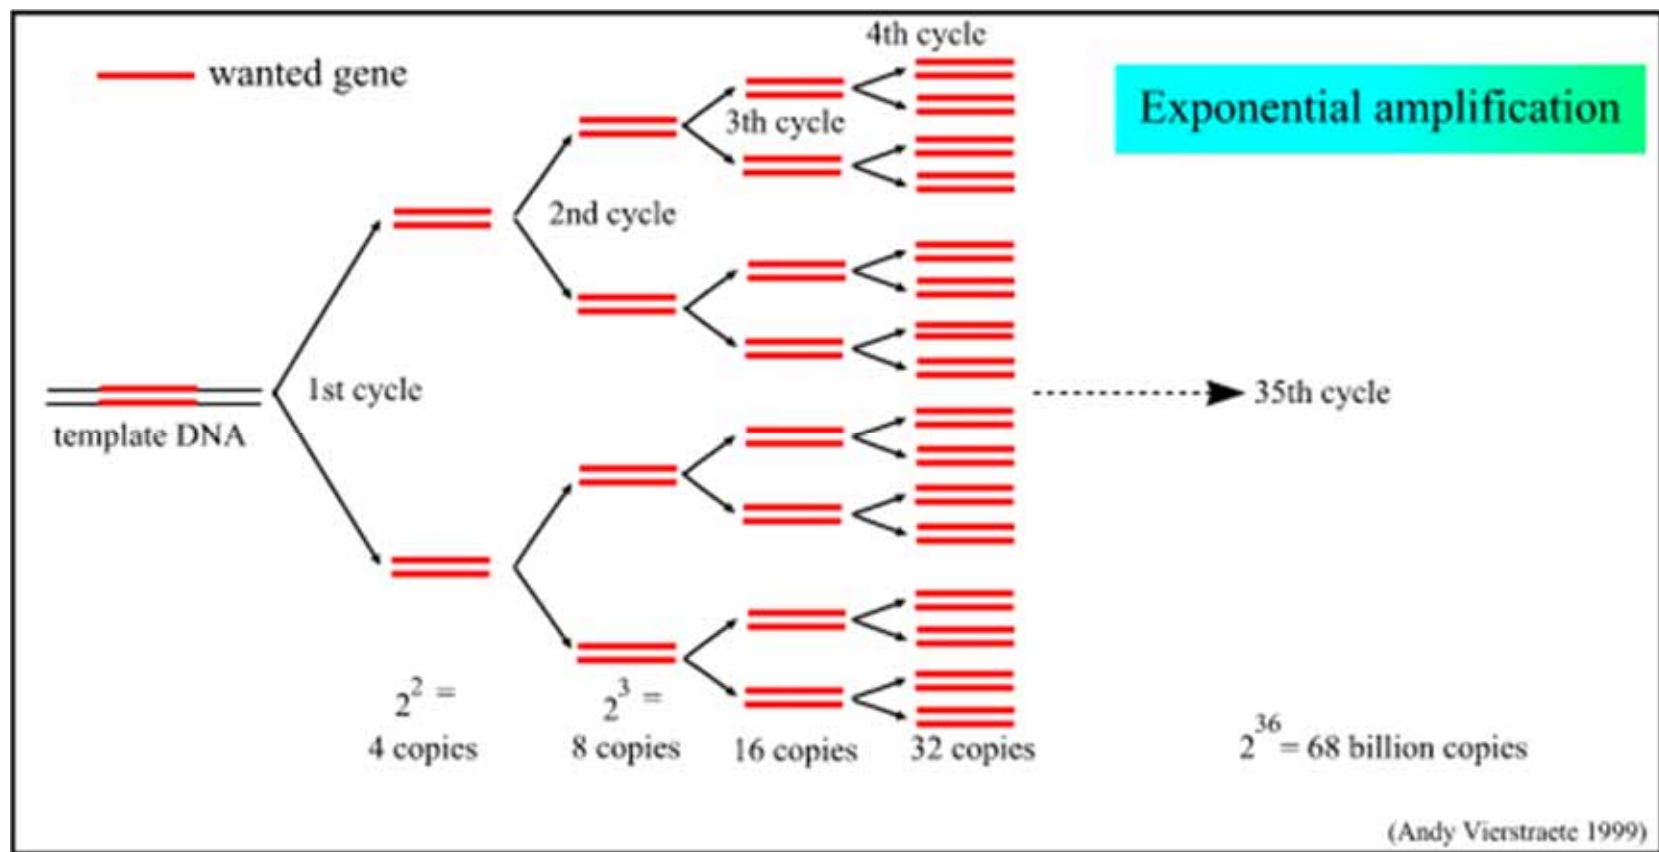 wanted gene
4th cycle
Exponential amplification
3th cycle
2nd cycle
1st cycle
template DNA
35th cycle
2^2 =
4 copies
2^3 =
8 copies
16 copies
32 copies
2^36 = 68 billion copies
(Andy Vierstraete 1999)